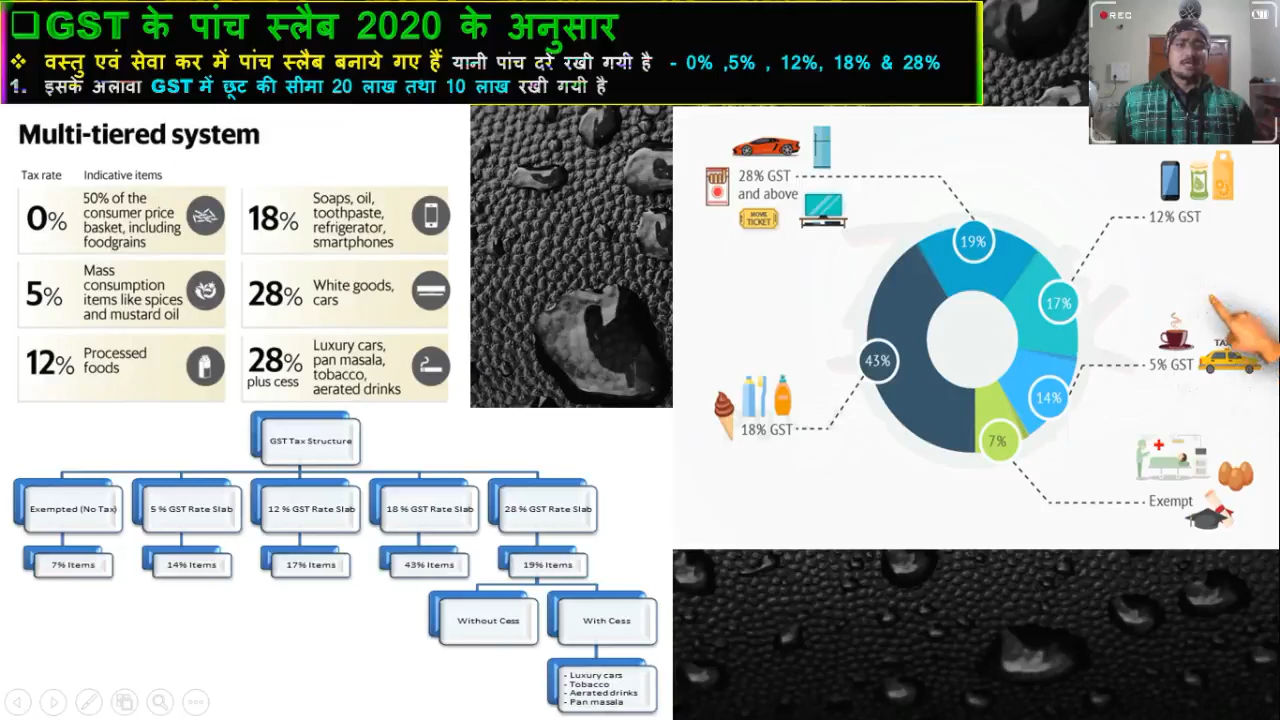 ❑GST के पांच स्लैब 2020 के अनुसार
❖ वस्तु एवं सेवा कर में पांच स्लैब बनाये गए हैं यानी पांच दरें रखी गयी है - 0% ,5% , 12%, 18% & 28%
1. इसके अलावा GST में छूट की सीमा 20 लाख तथा 10 लाख रखी गयी है
REC
Multi-tiered system
Tax rate Indicative items
0% 50% of the
consumer price
basket, including
foodgrains
5% Mass
consumption
items like spices
and mustard oil
12% Processed
foods
18% Soaps, oil,
toothpaste,
refrigerator,
smartphones
28% White goods,
cars
28% plus cess Luxury cars,
pan masala,
tobacco,
aerated drinks
28% GST
and above
MOVIE
TICKET
12% GST
TAXI
5% GST
Exempt
18% GST
19%
17%
14%
7%
43%
GST Tax Structure
Exempted (No Tax) 5 % GST Rate Slab 12 % GST Rate Slab 18 % GST Rate Slab 28 % GST Rate Slab
7% Items 14% Items 17% Items 43% Items 19% Items
Without Cess With Cess
- Luxury cars
- Tobacco
- Aerated drinks
- Pan masala